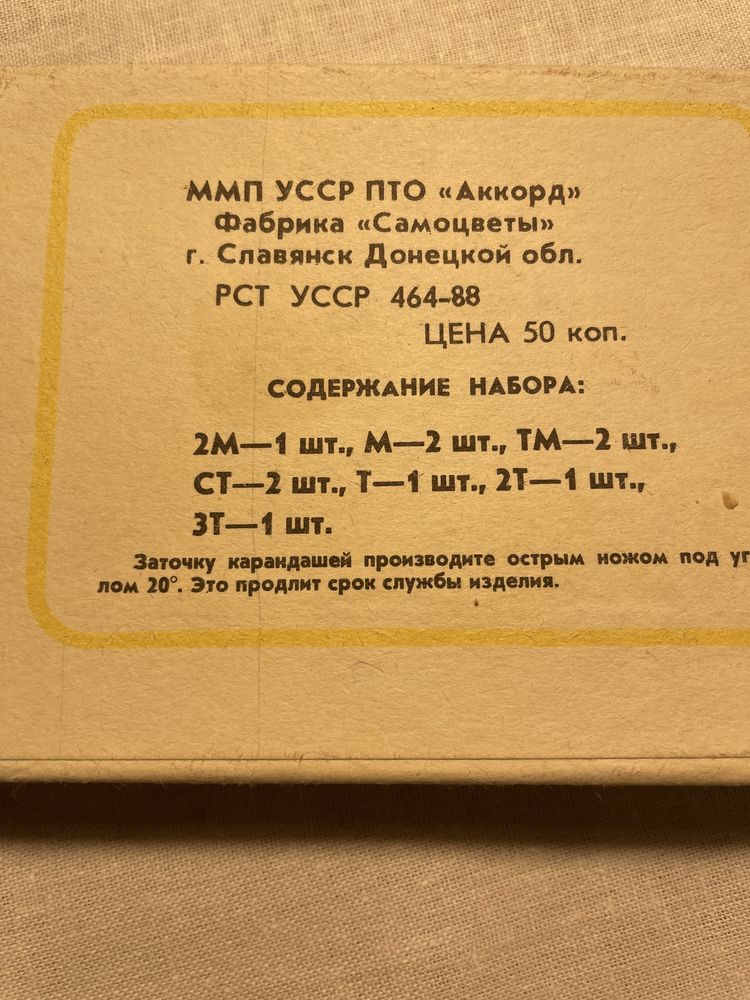 ММП УССР ПТО «Аккорд»
Фабрика «Самоцветы»
г. Славянск Донецкой обл.
РСТ УССР 464-88
ЦЕНА 50 коп.
СОДЕРЖАНИЕ НАБОРА:
2М—1 шт., М—2 шт., ТМ—2 шт.,
СТ—2 шт., Т—1 шт., 2Т—1 шт.,
3Т—1 шт.
Заточку карандашей производите острым ножом под уг
лом 20°. Это продлит срок службы изделия.